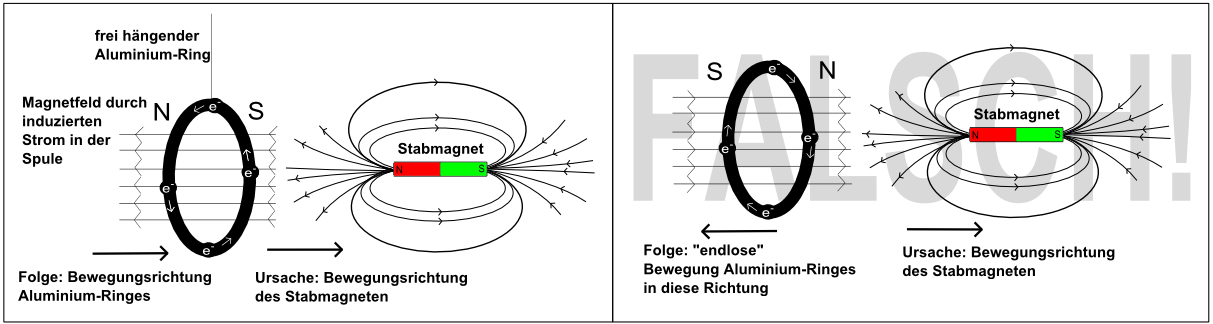 frei hängender
Aluminium-Ring
Magnetfeld durch
induzierten
Strom in der
Spule
N
S
e-
e-
e-
e-
Stabmagnet
N
S
Folge: Bewegungsrichtung
Aluminium-Ringes
Ursache: Bewegungsrichtung
des Stabmagneten
FALSCH!
S
N
e-
e-
e-
e-
Stabmagnet
N
S
Folge: "endlose"
Bewegung Aluminium-Ringes
in diese Richtung
Ursache: Bewegungsrichtung
des Stabmagneten